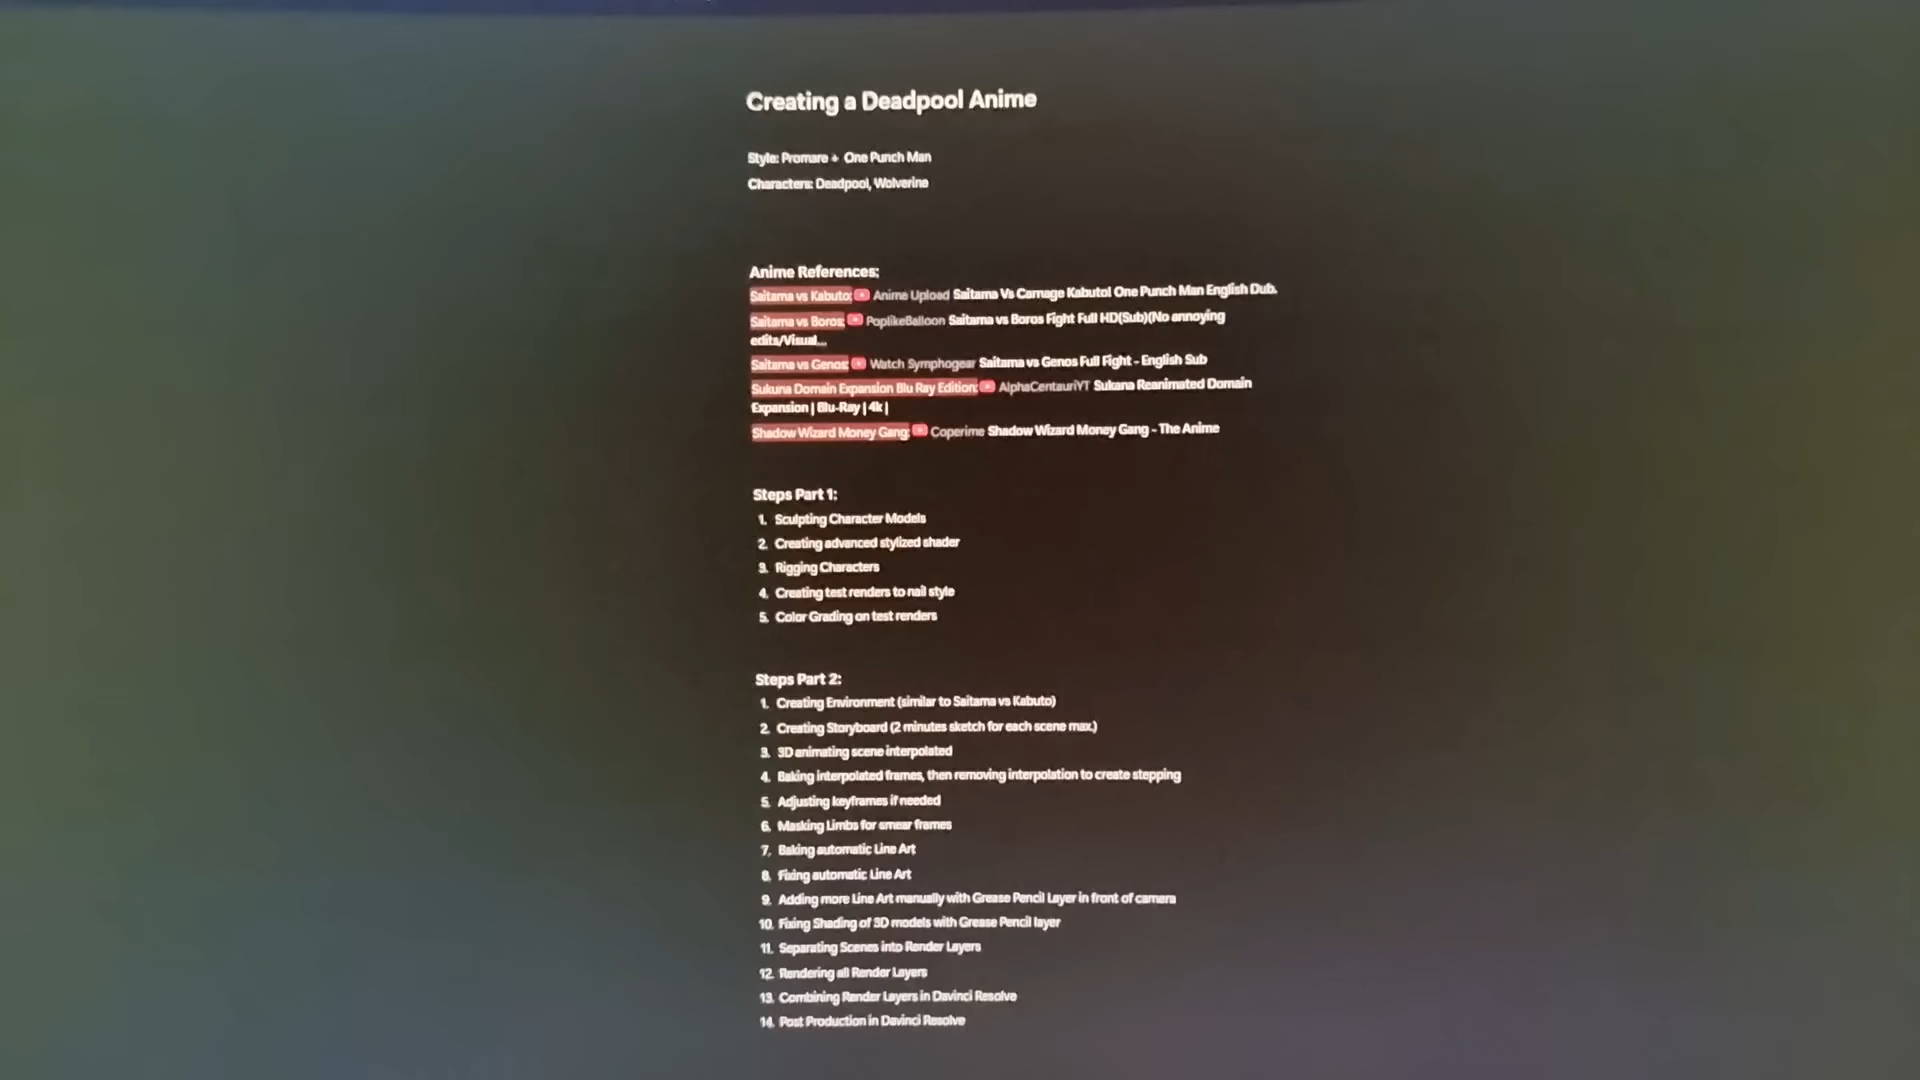 Creating a Deadpool Anime
Style: Promare + One Punch Man
Characters: Deadpool, Wolverine
Anime References:
Saitama vs Kabuto: Anime Upload Saitama Vs Carnage Kabuto! One Punch Man English Dub.
Saitama vs Boros: PoplikeBalloon Saitama vs Boros Fight Full HD(Sub)(No annoying
edits/Visual...
Saitama vs Genos: Watch Symphogear Saitama vs Genos Full Fight - English Sub
Sukuna Domain Expansion Blu Ray Edition: AlphaCentauriYT Sukana Reanimated Domain
Expansion | Blu-Ray | 4k |
Shadow Wizard Money Gang: Coperime Shadow Wizard Money Gang - The Anime
Steps Part 1:
1. Sculpting Character Models
2. Creating advanced stylized shader
3. Rigging Characters
4. Creating test renders to nail style
5. Color Grading on test renders
Steps Part 2:
1. Creating Environment (similar to Saitama vs Kabuto)
2. Creating Storyboard (2 minutes sketch for each scene max.)
3. 3D animating scene interpolated
4. Baking interpolated frames, then removing interpolation to create stepping
5. Adjusting keyframes if needed
6. Masking Limbs for smear frames
7. Baking automatic Line Art
8. Fixing automatic Line Art
9. Adding more Line Art manually with Grease Pencil Layer in front of camera
10. Fixing Shading of 3D models with Grease Pencil layer
11. Separating Scenes into Render Layers
12. Rendering all Render Layers
13. Combining Render Layers in Davinci Resolve
14. Post Production in Davinci Resolve